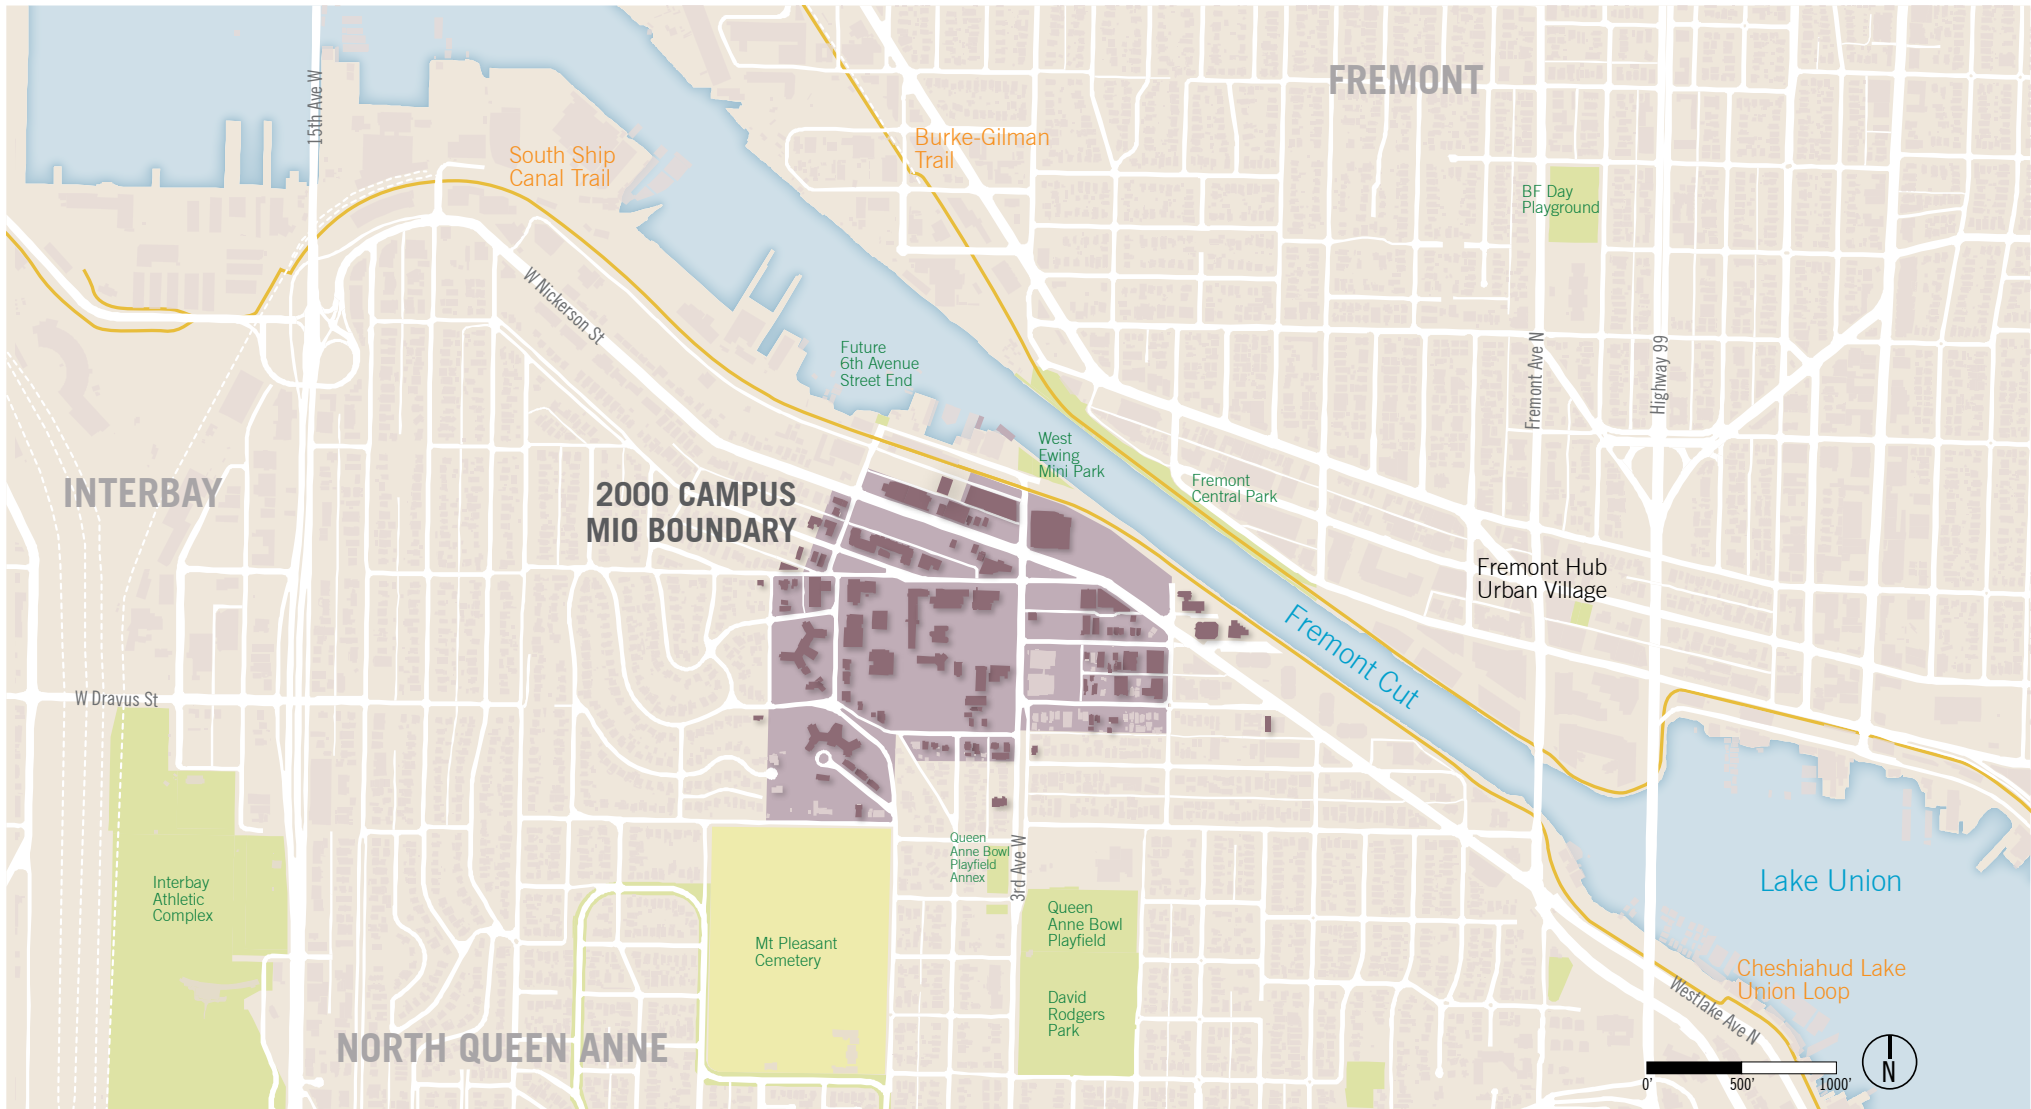 FREMONT
15th Ave W
South Ship
Canal Trail
Burke-Gilman
Trail
BF Day
Playground
W Nickerson St
Future
6th Avenue
Street End
Fremont Ave N
Highway 99
West
Ewing
Mini Park
Fremont
Central Park
INTERBAY
2000 CAMPUS
MIO BOUNDARY
Fremont Hub
Urban Village
Fremont Cut
W Dravus St
Queen
Anne Bowl
Playfield
Annex
3rd Ave W
Interbay
Athletic
Complex
Mt Pleasant
Cemetery
Queen
Anne Bowl
Playfield
David
Rodgers
Park
Lake Union
Cheshiahud Lake
Union Loop
Westlake Ave N
NORTH QUEEN ANNE
0'
500'
1000'
N